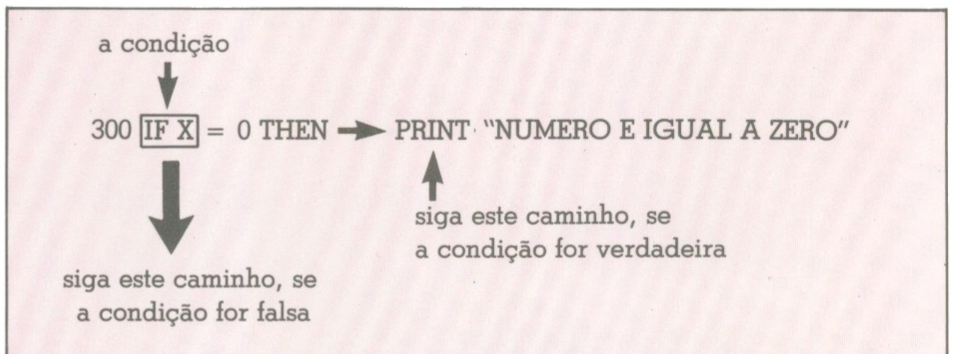 a condição
300 IF X = 0 THEN PRINT "NUMERO E IGUAL A ZERO"
siga este caminho, se
a condição for verdadeira
siga este caminho, se
a condição for falsa